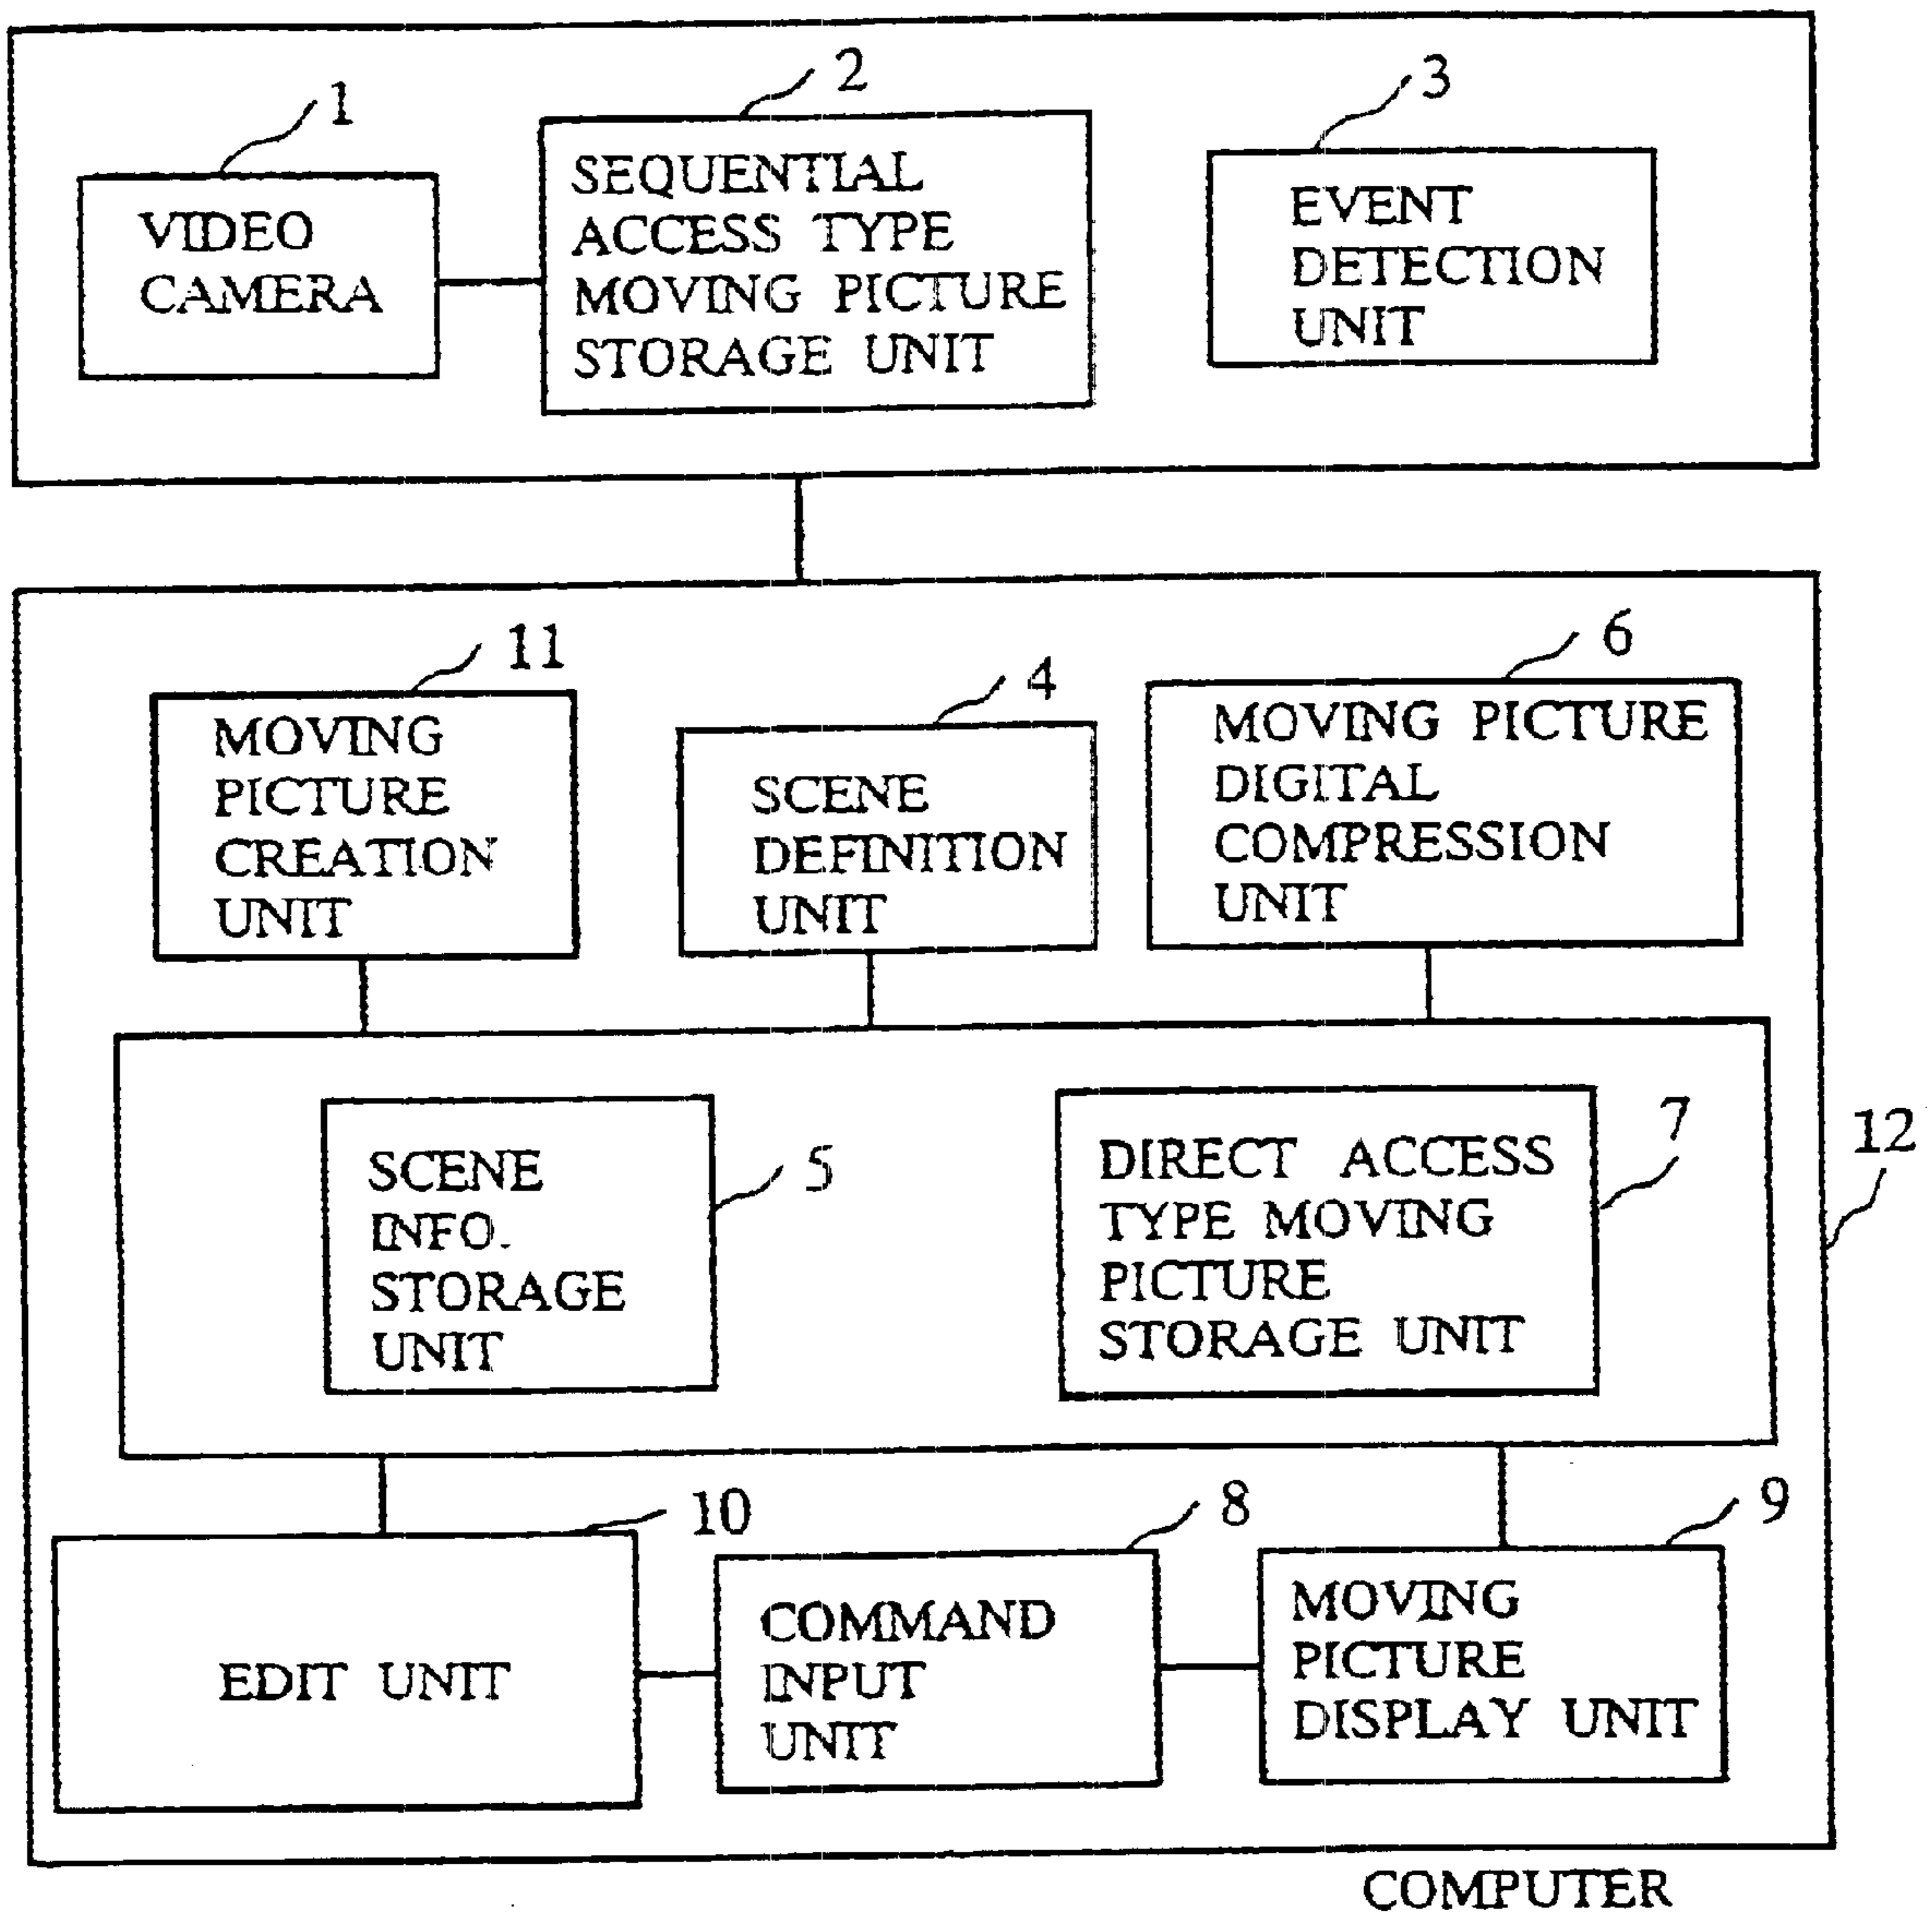 1
2
3
VIDEO
CAMERA
SEQUENTIAL
ACCESS TYPE
MOVING PICTURE
STORAGE UNIT
EVENT
DETECTION
UNIT
11
4
6
MOVING
PICTURE
CREATION
UNIT
SCENE
DEFINITION
UNIT
MOVING PICTURE
DIGITAL
COMPRESSION
UNIT
5
7
12
SCENE
INFO.
STORAGE
UNIT
DIRECT ACCESS
TYPE MOVING
PICTURE
STORAGE UNIT
10
8
9
EDIT UNIT
COMMAND
INPUT
UNIT
MOVING
PICTURE
DISPLAY UNIT
COMPUTER